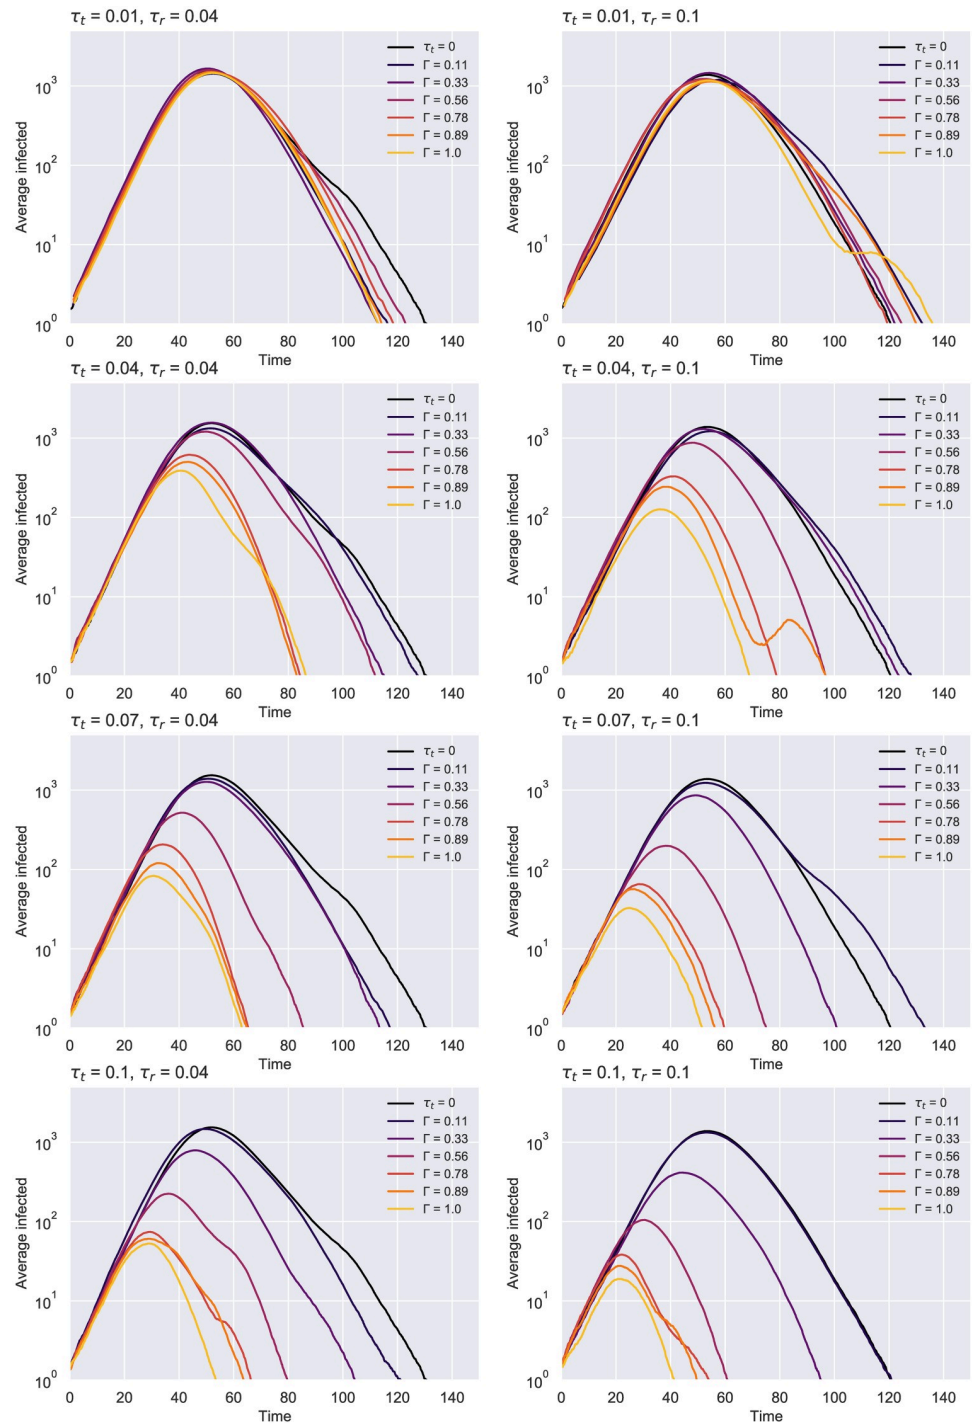 τt = 0.01, τr = 0.04
Average infected
10^3
10^2
10^1
10^0
0 20 40 60 80 100 120 140
Time
τt = 0
Γ = 0.11
Γ = 0.33
Γ = 0.56
Γ = 0.78
Γ = 0.89
Γ = 1.0
τt = 0.01, τr = 0.1
Average infected
10^3
10^2
10^1
10^0
0 20 40 60 80 100 120 140
Time
τt = 0
Γ = 0.11
Γ = 0.33
Γ = 0.56
Γ = 0.78
Γ = 0.89
Γ = 1.0
τt = 0.04, τr = 0.04
Average infected
10^3
10^2
10^1
10^0
0 20 40 60 80 100 120 140
Time
τt = 0
Γ = 0.11
Γ = 0.33
Γ = 0.56
Γ = 0.78
Γ = 0.89
Γ = 1.0
τt = 0.04, τr = 0.1
Average infected
10^3
10^2
10^1
10^0
0 20 40 60 80 100 120 140
Time
τt = 0
Γ = 0.11
Γ = 0.33
Γ = 0.56
Γ = 0.78
Γ = 0.89
Γ = 1.0
τt = 0.07, τr = 0.04
Average infected
10^3
10^2
10^1
10^0
0 20 40 60 80 100 120 140
Time
τt = 0
Γ = 0.11
Γ = 0.33
Γ = 0.56
Γ = 0.78
Γ = 0.89
Γ = 1.0
τt = 0.07, τr = 0.1
Average infected
10^3
10^2
10^1
10^0
0 20 40 60 80 100 120 140
Time
τt = 0
Γ = 0.11
Γ = 0.33
Γ = 0.56
Γ = 0.78
Γ = 0.89
Γ = 1.0
τt = 0.1, τr = 0.04
Average infected
10^3
10^2
10^1
10^0
0 20 40 60 80 100 120 140
Time
τt = 0
Γ = 0.11
Γ = 0.33
Γ = 0.56
Γ = 0.78
Γ = 0.89
Γ = 1.0
τt = 0.1, τr = 0.1
Average infected
10^3
10^2
10^1
10^0
0 20 40 60 80 100 120 140
Time
τt = 0
Γ = 0.11
Γ = 0.33
Γ = 0.56
Γ = 0.78
Γ = 0.89
Γ = 1.0